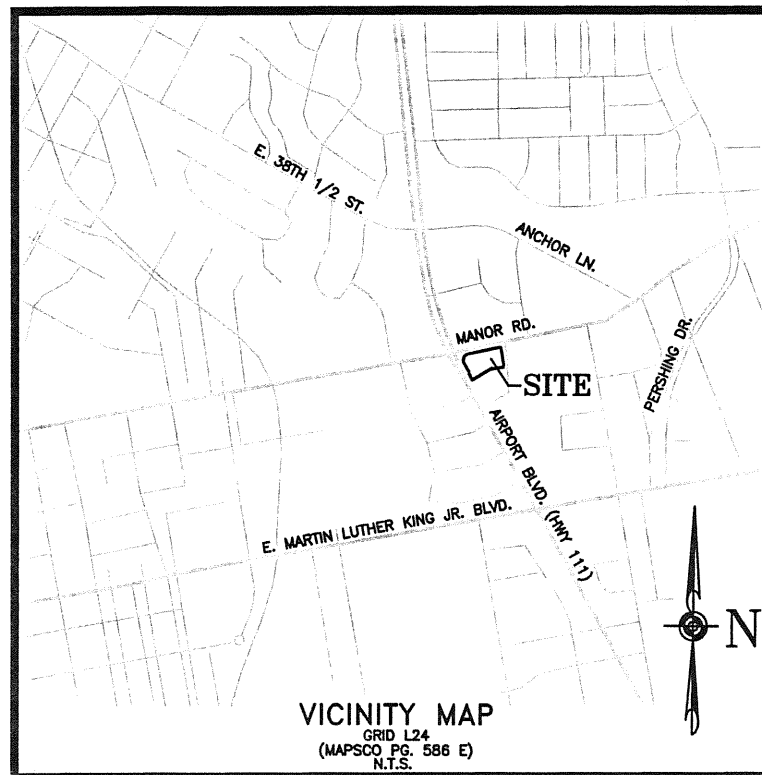 E. 38TH 1/2 ST.
ANCHOR LN.
MANOR RD.
SITE
PERSHING DR.
AIRPORT BLVD. (HWY 111)
E. MARTIN LUTHER KING JR. BLVD.
N
VICINITY MAP
GRID L24
(MAPSCO PG. 586 E)
N.T.S.